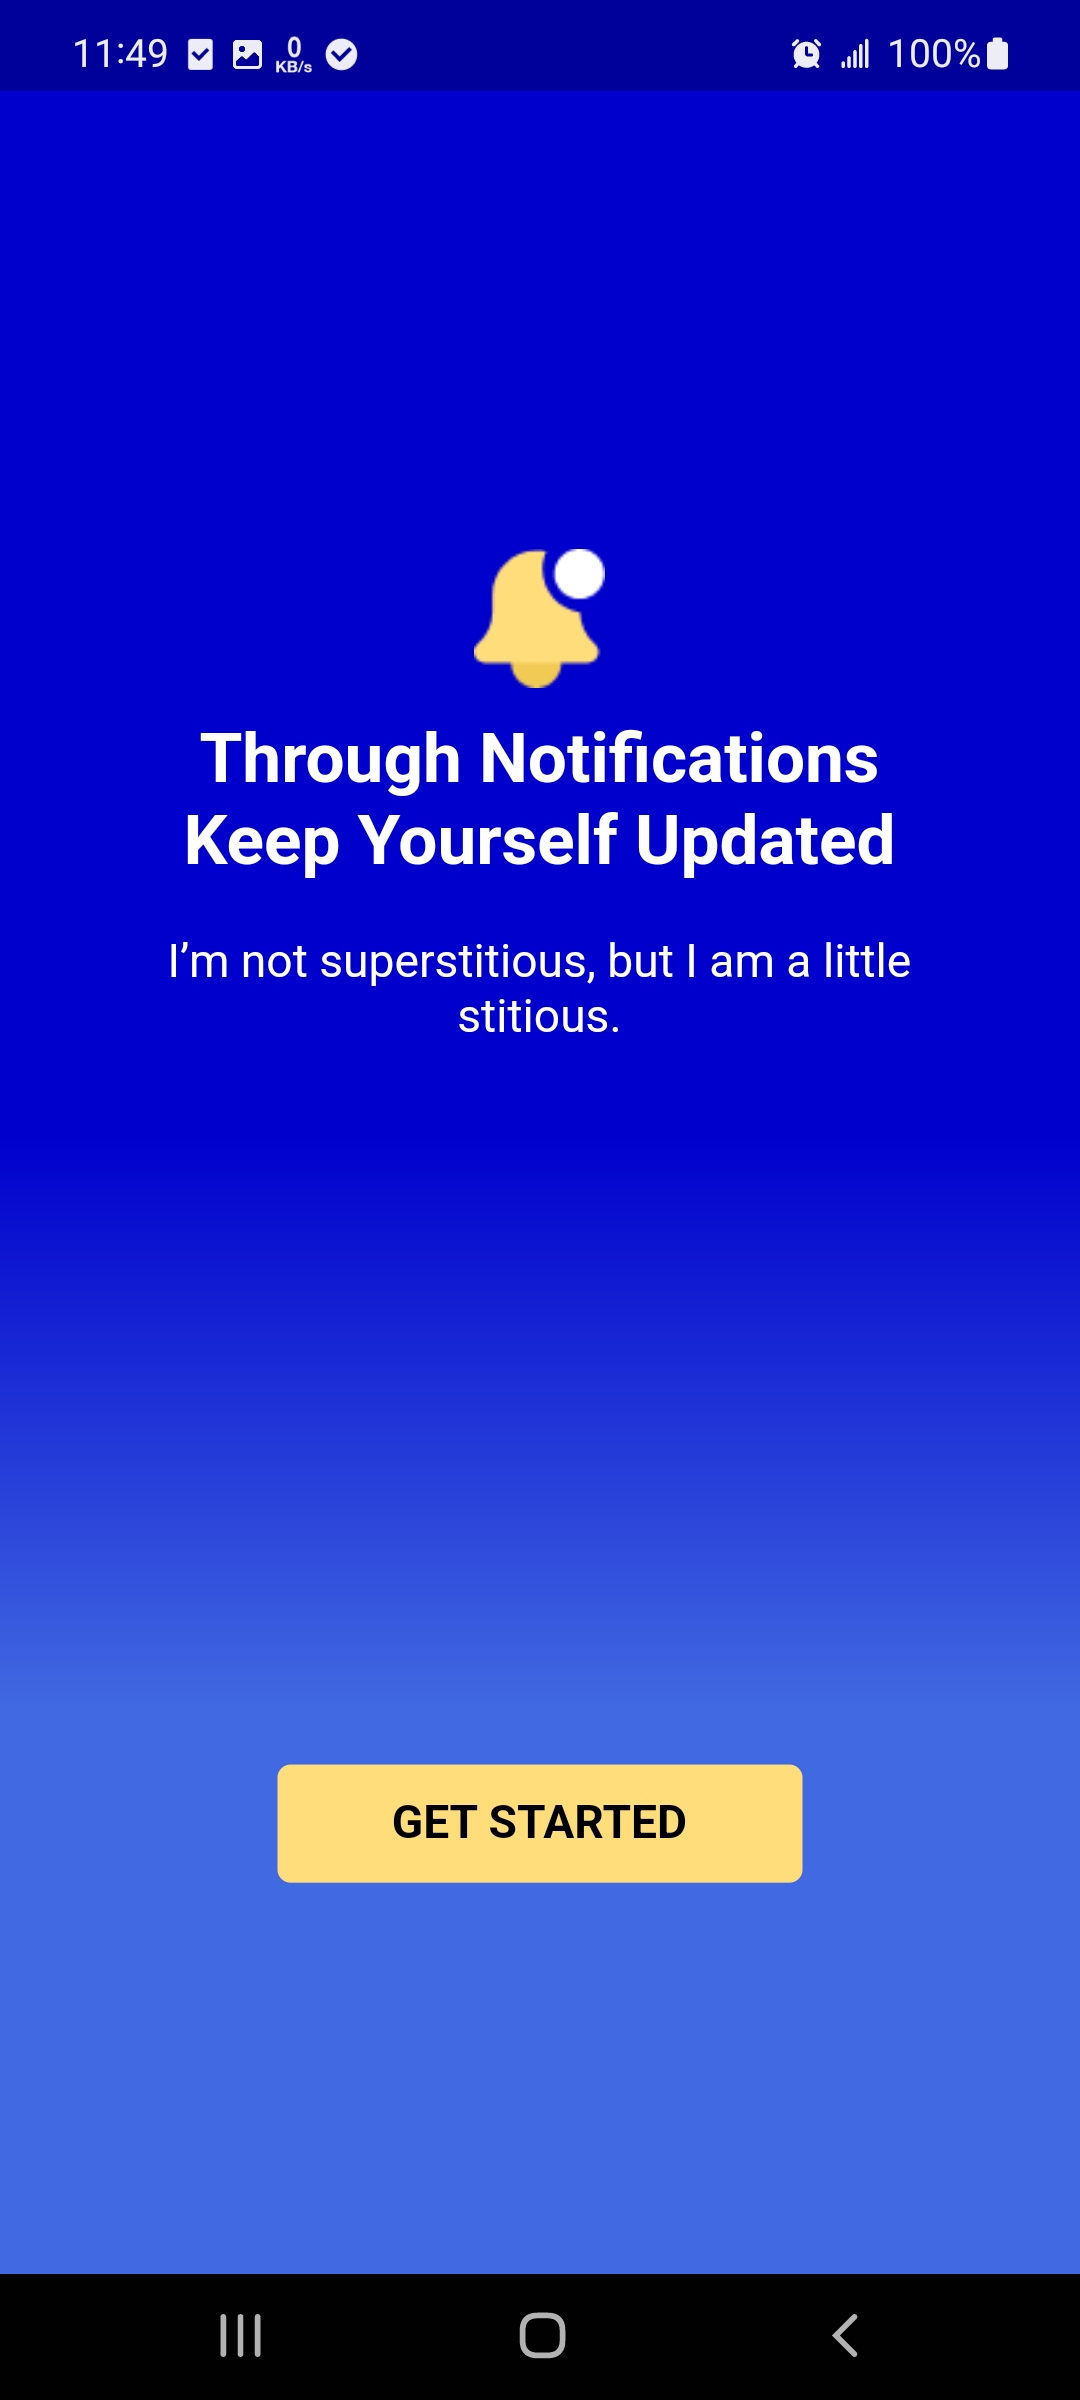 11:49
0
KB/s
100%
Through Notifications
Keep Yourself Updated
I’m not superstitious, but I am a little
stitious.
GET STARTED